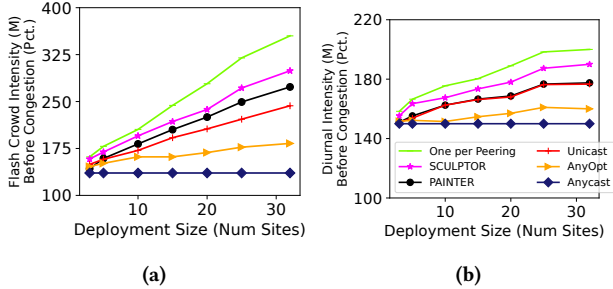 Flash Crowd Intensity (M)
Before Congestion (Pct.)
325
250
175
100
10
20
30
Deployment Size (Num Sites)
(a)
Diurnal Intensity (M)
Before Congestion (Pct.)
220
180
140
100
One per Peering
SCULPTOR
PAINTER
Unicast
AnyOpt
Anycast
10
20
30
Deployment Size (Num Sites)
(b)